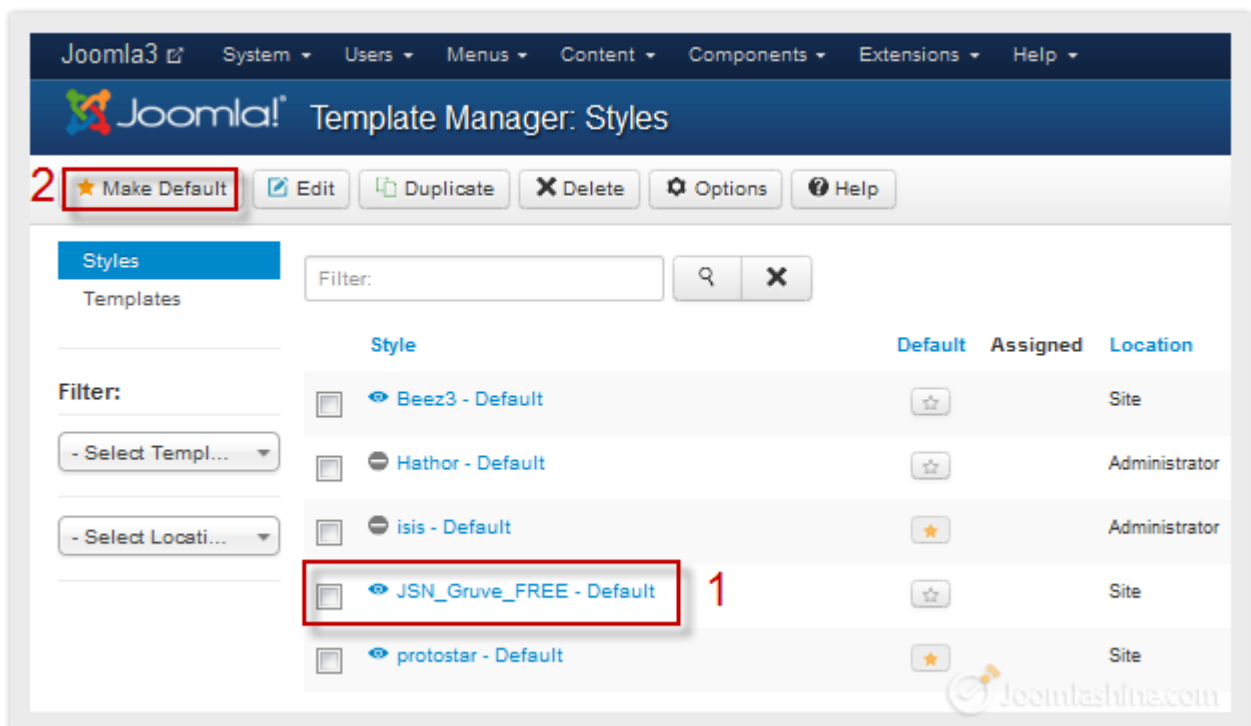 Joomla3 System Users Menus Content Components Extensions Help
Joomla! Template Manager: Styles
2 Make Default Edit Duplicate Delete Options Help
Styles
Templates
Filter:
Style Default Assigned Location
Filter:
Beez3 - Default Site
- Select Templ...
Hathor - Default Administrator
- Select Locati...
isis - Default Administrator
JSN_Gruve_FREE - Default 1 Site
protostar - Default Site
Joomlashine.com